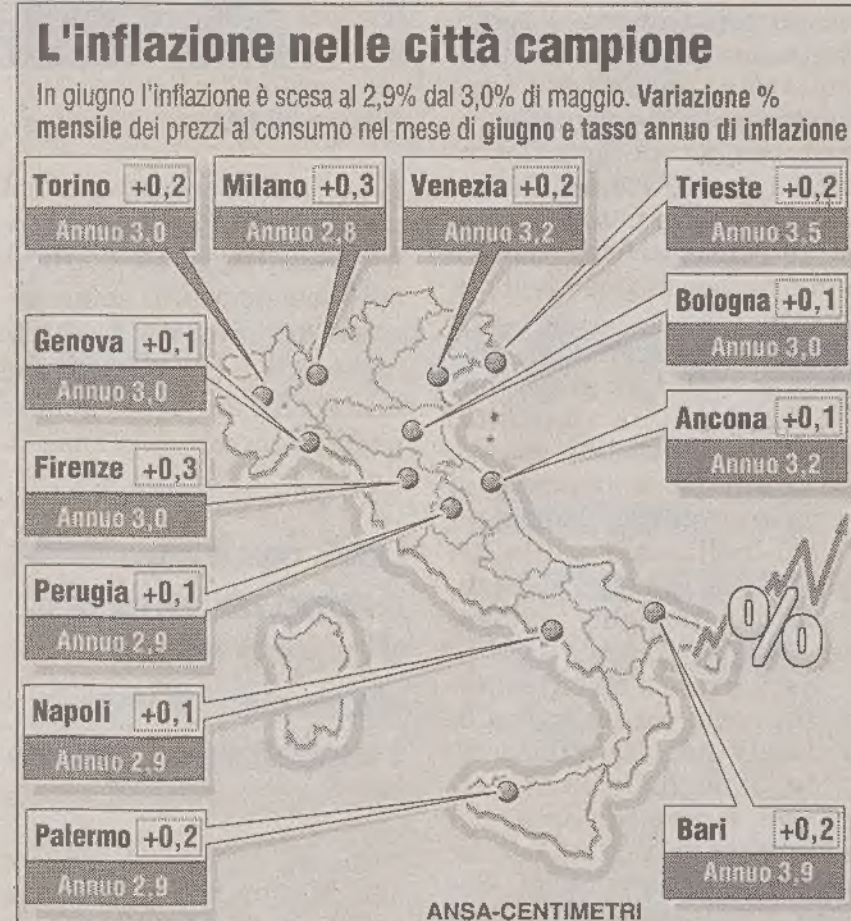 L'inflazione nelle città campione
In giugno l'inflazione è scesa al 2,9% dal 3,0% di maggio. Variazione %
mensile dei prezzi al consumo nel mese di giugno e tasso annuo di inflazione
Torino +0,2
Annuo 3,0
Milano +0,3
Annuo 2,8
Venezia +0,2
Annuo 3,2
Trieste +0,2
Annuo 3,5
Bologna +0,1
Annuo 3,0
Genova +0,1
Annuo 3,0
Ancona +0,1
Annuo 3,2
Firenze +0,3
Annuo 3,0
Perugia +0,1
Annuo 2,9
%
Napoli +0,1
Annuo 2,9
Palermo +0,2
Annuo 2,9
Bari +0,2
Annuo 3,9
ANSA-CENTIMETRI